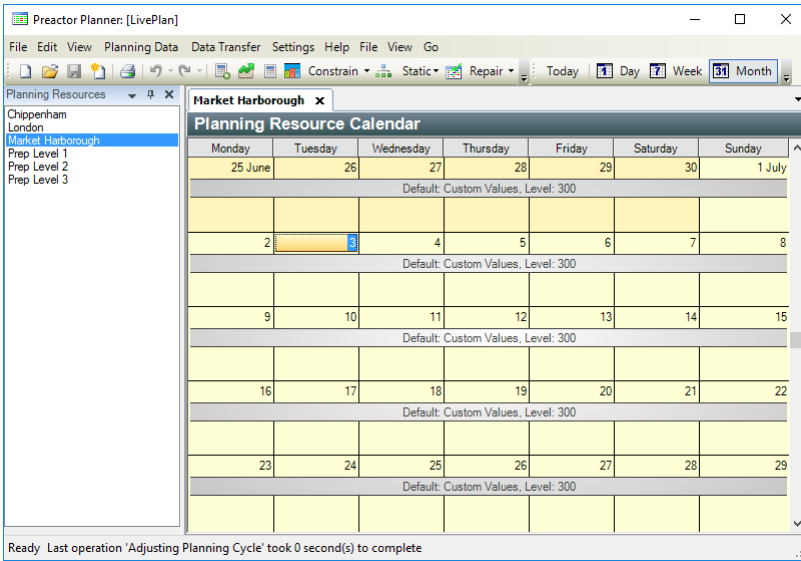 Preactor Planner: [LivePlan]
File Edit View Planning Data Data Transfer Settings Help File View Go
Constrain Static Repair Today 1 Day 7 Week 31 Month
Planning Resources
Chippenham
London
Market Harborough
Prep Level 1
Prep Level 2
Prep Level 3
Market Harborough x
Planning Resource Calendar
Monday Tuesday Wednesday Thursday Friday Saturday Sunday
25 June 26 27 28 29 30 1 July
Default: Custom Values, Level: 300
2 3 4 5 6 7 8
Default: Custom Values, Level: 300
9 10 11 12 13 14 15
Default: Custom Values, Level: 300
16 17 18 19 20 21 22
Default: Custom Values, Level: 300
23 24 25 26 27 28 29
Default: Custom Values, Level: 300
Ready Last operation 'Adjusting Planning Cycle' took 0 second(s) to complete